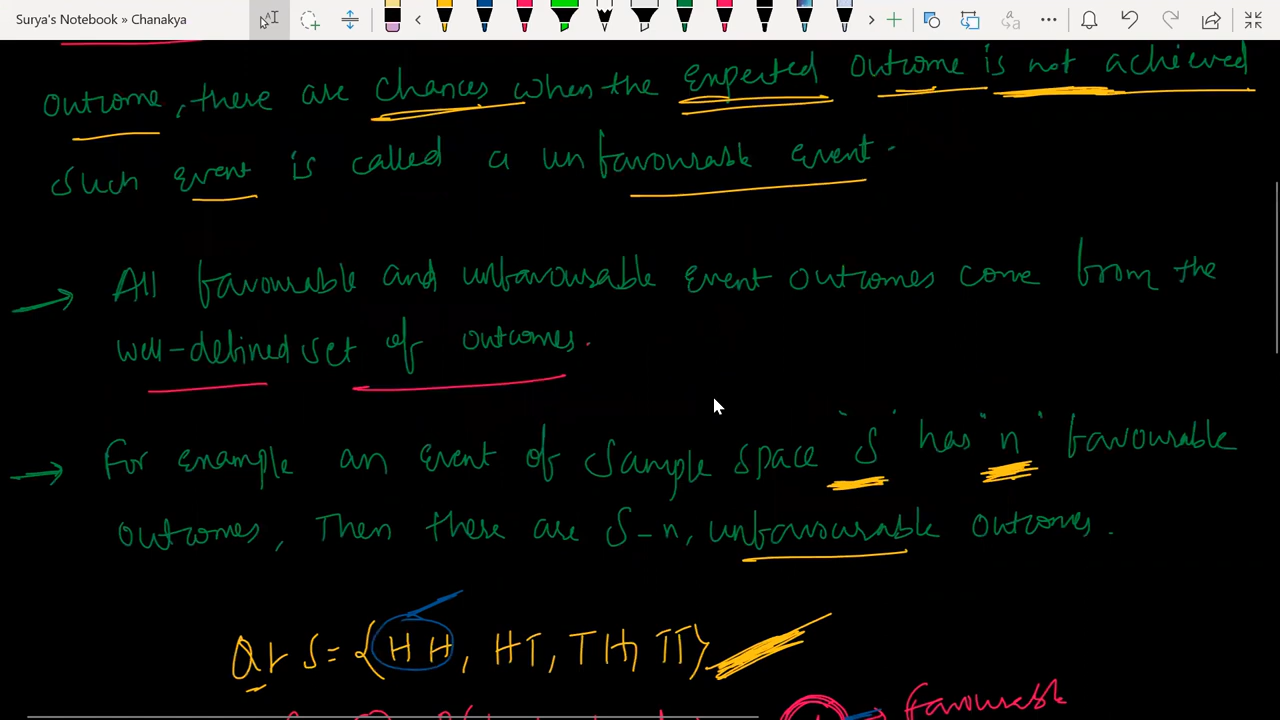 Surya's Notebook » Chanakya
outcome, there are chances when the expected outcome is not achieved
such event is called a unfavourable event.
→ All favourable and unfavourable event outcomes come from the
well-defined set of outcomes.
→ For example an event of sample space 'S' has "n" favourable
outcomes, Then there are S-n, unfavourable outcomes.
S = {HH, HT, TH, TT}
favourable